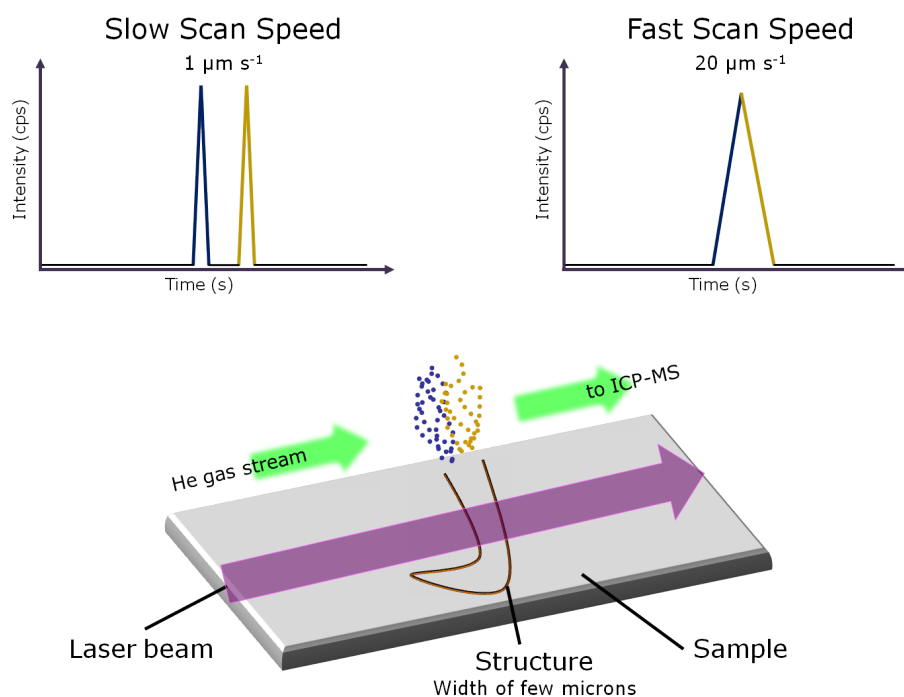 Slow Scan Speed
1 µm s⁻¹
Intensity (cps)
Time (s)
Fast Scan Speed
20 µm s⁻¹
Intensity (cps)
Time (s)
He gas stream
to ICP-MS
Laser beam
Structure
Width of few microns
Sample